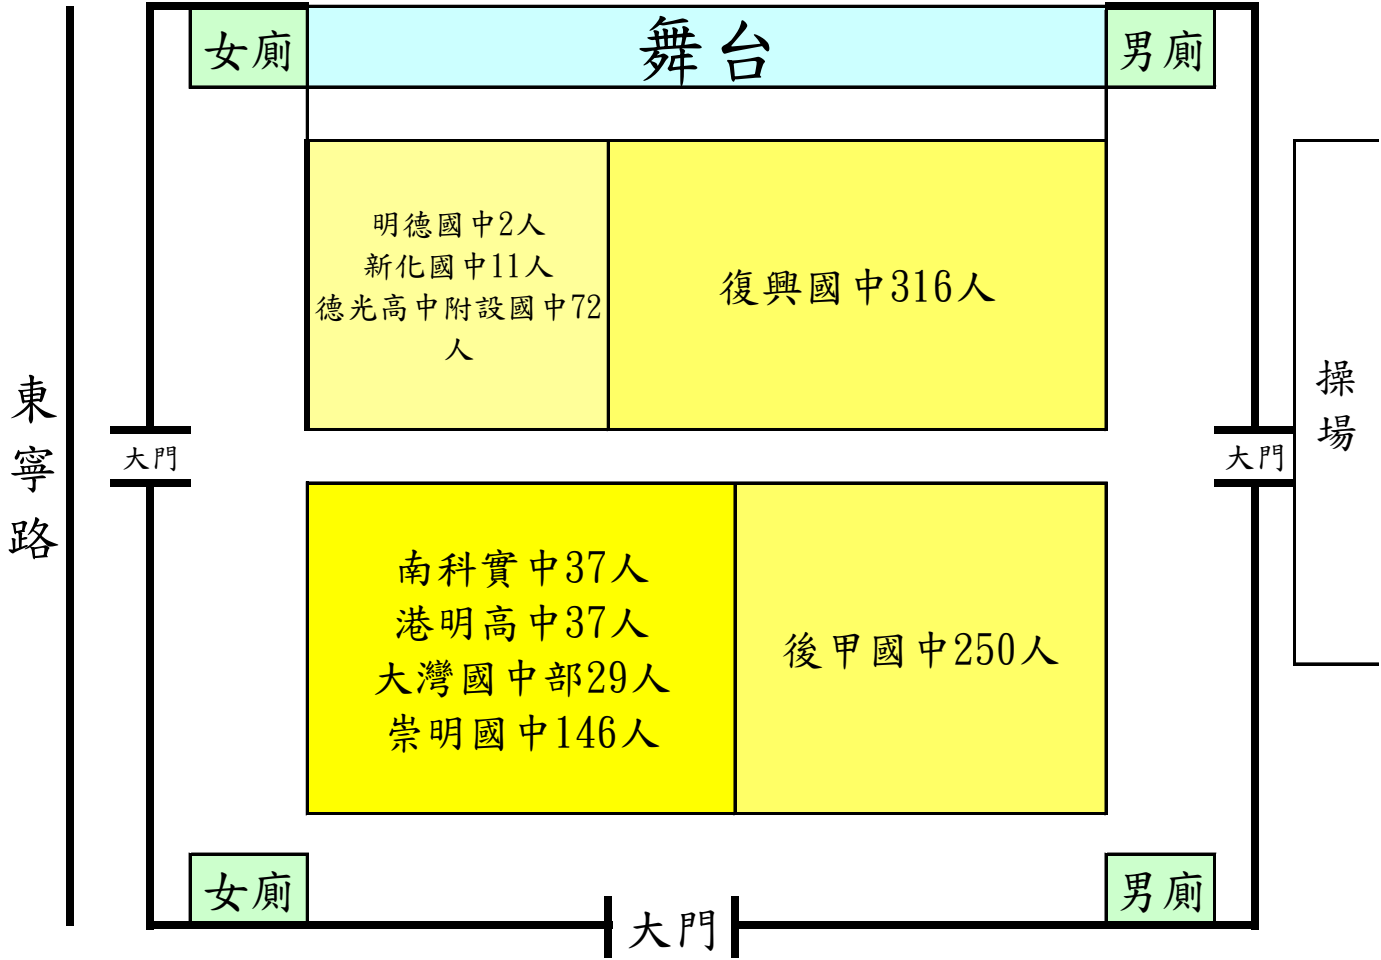 女廁
舞台
男廁
明德國中2人
新化國中11人
德光高中附設國中72
人
復興國中316人
東寧路
大門
大門
操場
南科實中37人
港明高中37人
大灣國中部29人
崇明國中146人
後甲國中250人
女廁
大門
男廁